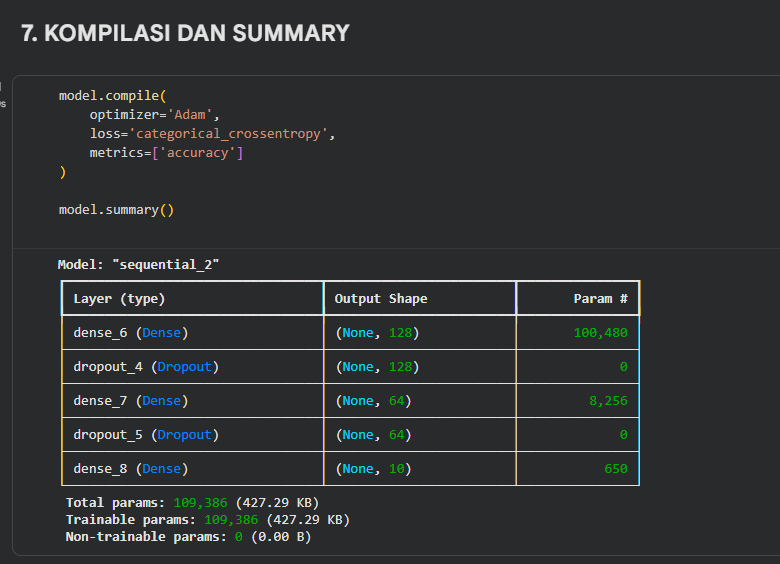 7. KOMPILASI DAN SUMMARY
model.compile(
optimizer='Adam',
loss='categorical_crossentropy',
metrics=['accuracy']
)
model.summary()
Model: "sequential_2"
Layer (type) Output Shape Param #
dense_6 (Dense) (None, 128) 100,480
dropout_4 (Dropout) (None, 128) 0
dense_7 (Dense) (None, 64) 8,256
dropout_5 (Dropout) (None, 64) 0
dense_8 (Dense) (None, 10) 650
Total params: 109,386 (427.29 KB)
Trainable params: 109,386 (427.29 KB)
Non-trainable params: 0 (0.00 B)